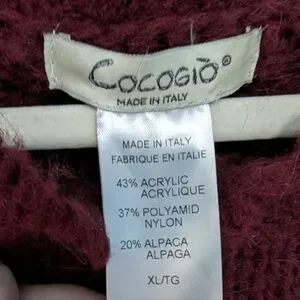 COCOGIÒ®
MADE IN ITALY
MADE IN ITALY
FABRIQUE EN ITALIE
43% ACRYLIC
ACRYLIQUE
37% POLYAMID
NYLON
20% ALPACA
ALPAGA
XL/TG